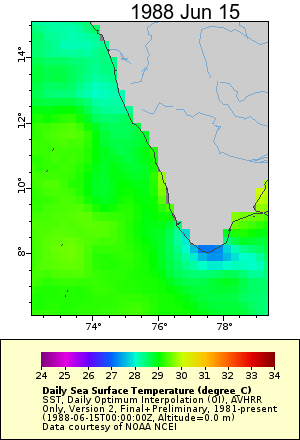 1988 Jun 15
14°
12°
10°
8°
74° 76° 78°
24 25 26 27 28 29 30 31 32 33 34
Daily Sea Surface Temperature (degree_C)
SST, Daily Optimum Interpolation (OI), AVHRR
Only, Version 2, Final+Preliminary, 1981-present
(1988-06-15T00:00:00Z, Altitude=0.0 m)
Data courtesy of NOAA NCEI